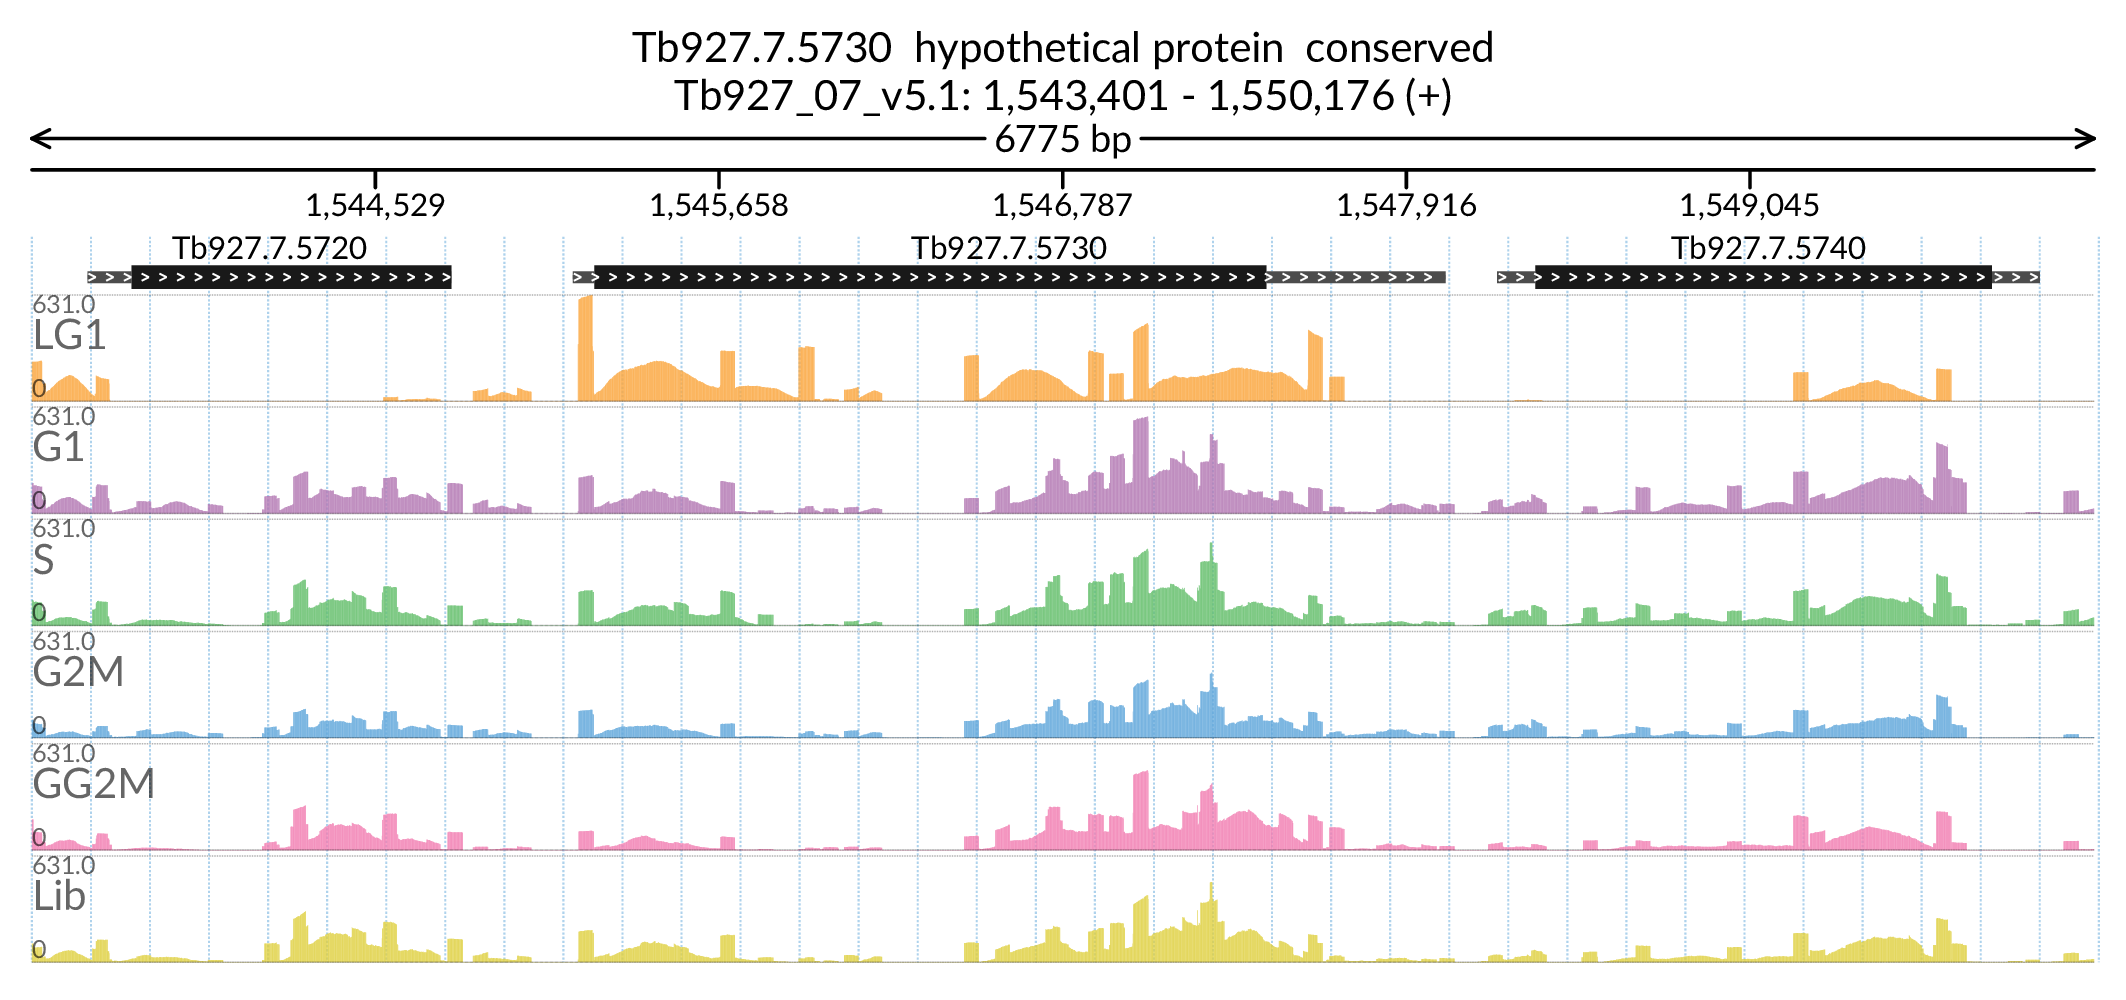 Tb927.7.5730 hypothetical protein conserved
Tb927_07_v5.1: 1,543,401 - 1,550,176 (+)
6775 bp
1,544,529 1,545,658 1,546,787 1,547,916 1,549,045
Tb927.7.5720 Tb927.7.5730 Tb927.7.5740
631.0
LG1
0
631.0
G1
0
631.0
S
0
631.0
G2M
0
631.0
GG2M
0
631.0
Lib
0